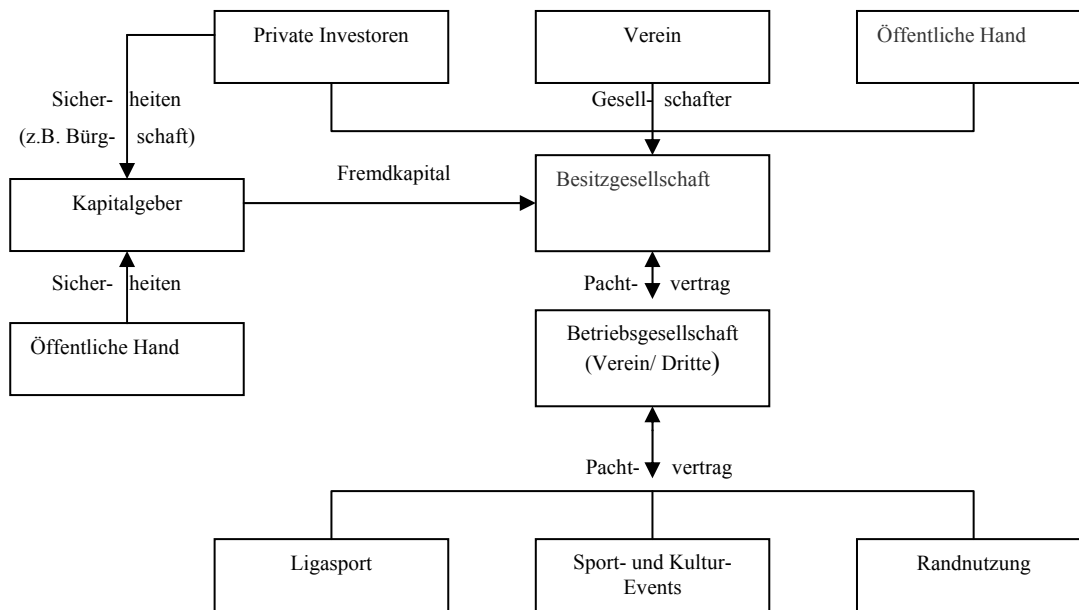 Private Investoren
Verein
Öffentliche Hand
Sicher- heiten
(z.B. Bürg- schaft)
Gesell- schafter
Fremdkapital
Kapitalgeber
Besitzgesellschaft
Sicher- heiten
Pacht- vertrag
Öffentliche Hand
Betriebsgesellschaft
(Verein/ Dritte)
Pacht- vertrag
Ligasport
Sport- und Kultur-
Events
Randnutzung